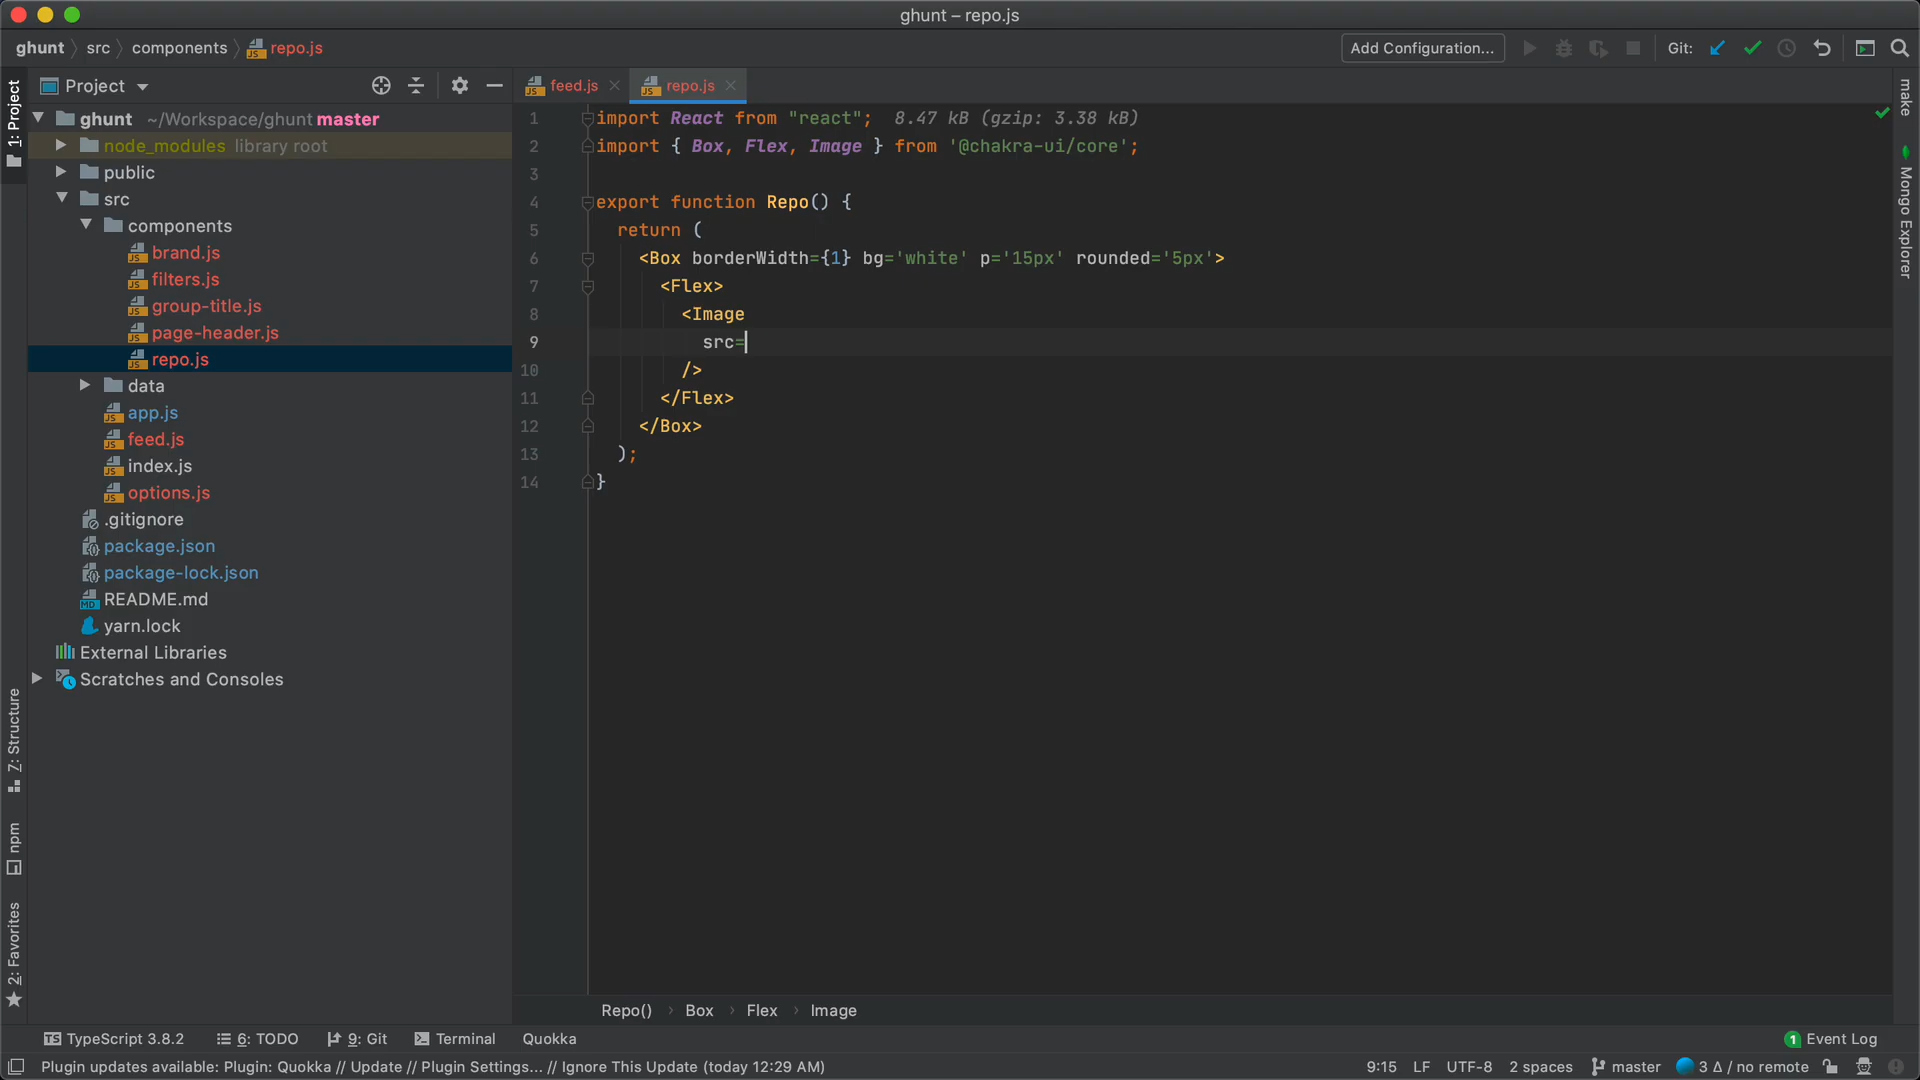 ghunt – repo.js
ghunt src components repo.js
Add Configuration...
Git:
1: Project
Project
ghunt ~/Workspace/ghunt master
node_modules library root
public
src
components
brand.js
filters.js
group-title.js
page-header.js
repo.js
data
app.js
feed.js
index.js
options.js
.gitignore
package.json
package-lock.json
README.md
yarn.lock
External Libraries
Scratches and Consoles
Z: Structure
npm
2: Favorites
feed.js repo.js
1 import React from "react"; 8.47 kB (gzip: 3.38 kB)
2 import { Box, Flex, Image } from '@chakra-ui/core';
3
4 export function Repo() {
5 return (
6 <Box borderWidth={1} bg='white' p='15px' rounded='5px'>
7 <Flex>
8 <Image
9 src=
10 />
11 </Flex>
12 </Box>
13 );
14 }
make
Mongo Explorer
Repo() › Box › Flex › Image
TypeScript 3.8.2 6: TODO 9: Git Terminal Quokka
1 Event Log
Plugin updates available: Plugin: Quokka // Update // Plugin Settings... // Ignore This Update (today 12:29 AM)
9:15 LF UTF-8 2 spaces master 3 Δ / no remote